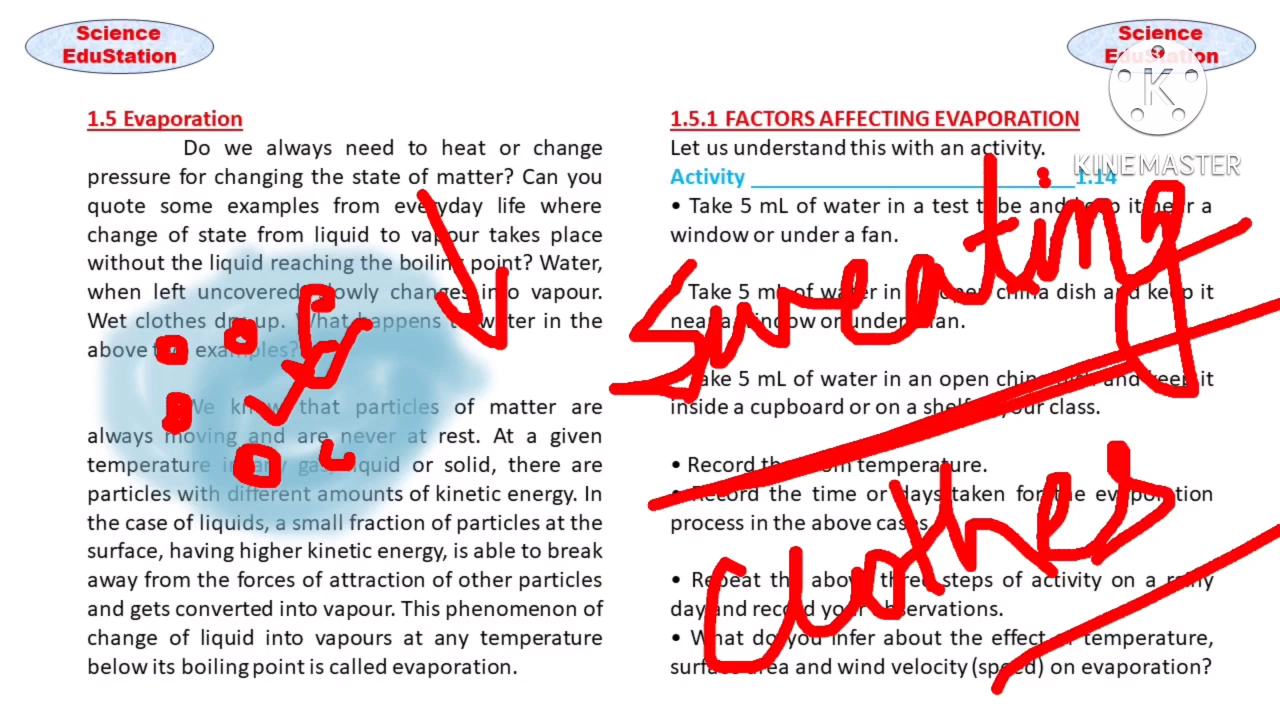 Science
EduStation
Science
EduStation
1.5 Evaporation
Do we always need to heat or change
pressure for changing the state of matter? Can you
quote some examples from everyday life where
change of state from liquid to vapour takes place
without the liquid reaching the boiling point? Water,
when left uncovered, slowly changes into vapour.
Wet clothes dry up. What happens to water in the
above two examples?
We know that particles of matter are
always moving and are never at rest. At a given
temperature in any gas, liquid or solid, there are
particles with different amounts of kinetic energy. In
the case of liquids, a small fraction of particles at the
surface, having higher kinetic energy, is able to break
away from the forces of attraction of other particles
and gets converted into vapour. This phenomenon of
change of liquid into vapours at any temperature
below its boiling point is called evaporation.
1.5.1 FACTORS AFFECTING EVAPORATION
Let us understand this with an activity.
Activity ____________________________1.14
• Take 5 mL of water in a test tube and keep it near a
window or under a fan.
Take 5 mL of water in an open china dish and keep it
near a window or under a fan.
Take 5 mL of water in an open china dish and keep it
inside a cupboard or on a shelf in your class.
• Record the room temperature.
• Record the time or days taken for the evaporation
process in the above cases.
• Repeat the above three steps of activity on a rainy
day and record your observations.
• What do you infer about the effect of temperature,
surface area and wind velocity (speed) on evaporation?
sweating
clothes
K
KINEMASTER